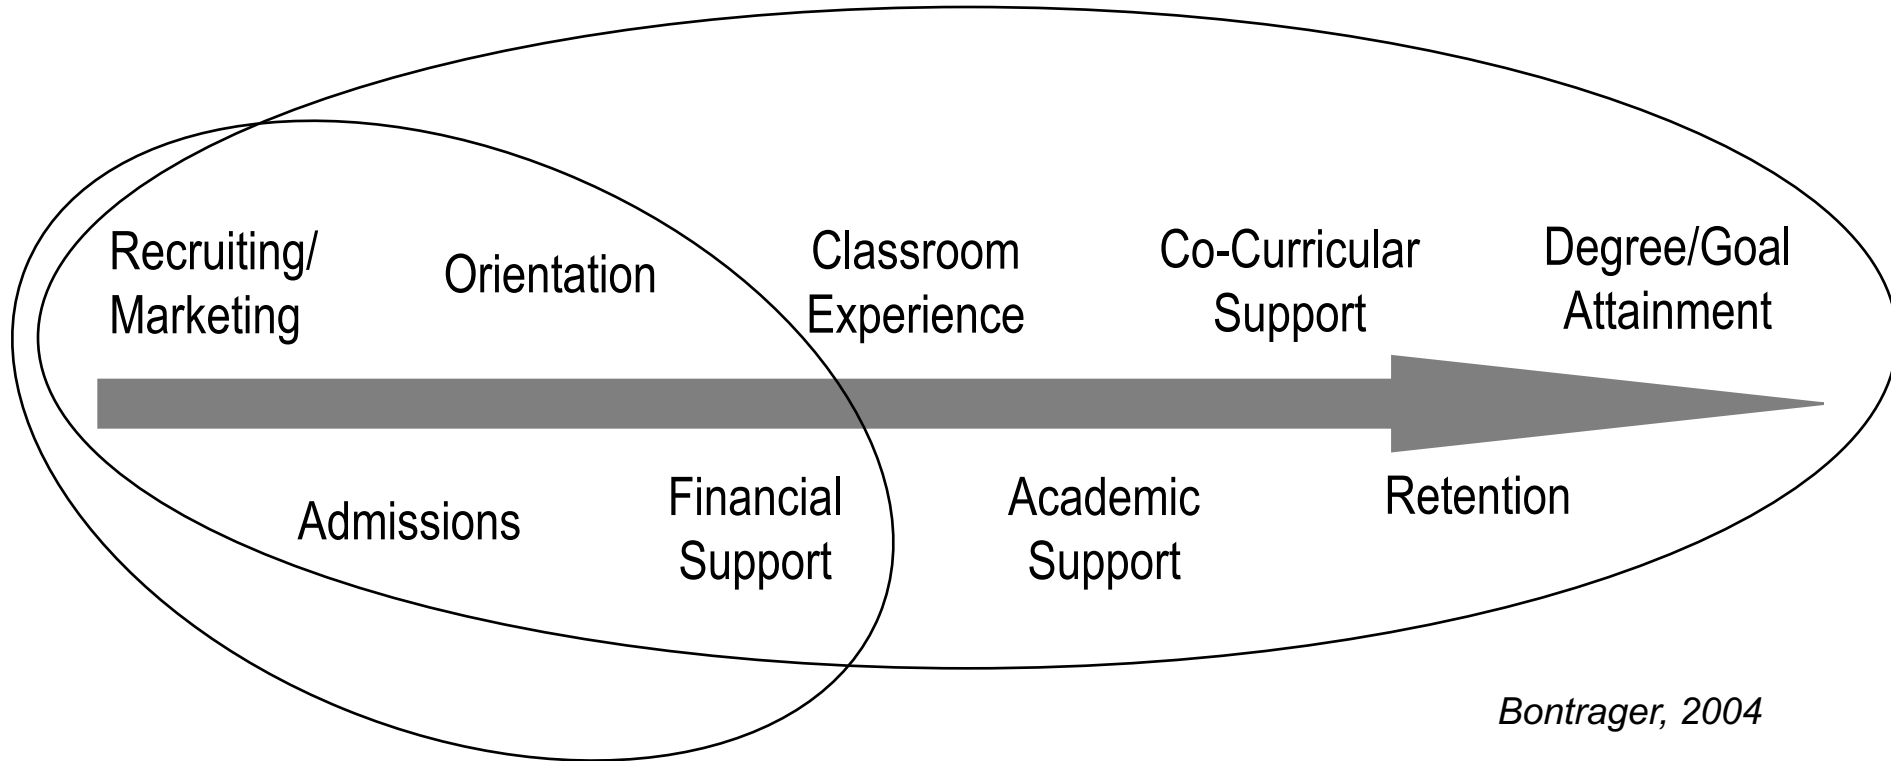 Recruiting/
Marketing
Orientation
Classroom
Experience
Co-Curricular
Support
Degree/Goal
Attainment
Admissions
Financial
Support
Academic
Support
Retention
Bontrager, 2004